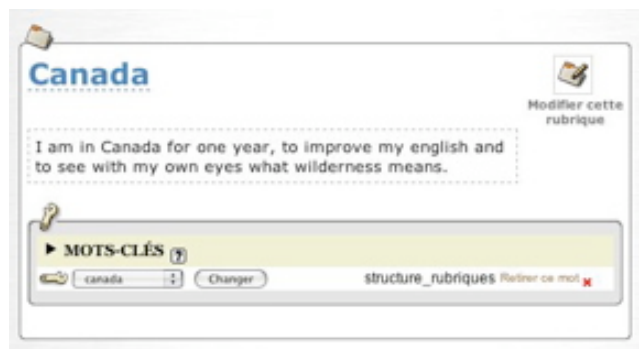 Canada
Modifier cette
rubrique
I am in Canada for one year, to improve my english and
to see with my own eyes what wilderness means.
MOTS-CLÉS ?
canada Changer structure_rubriques Retirer ce mot